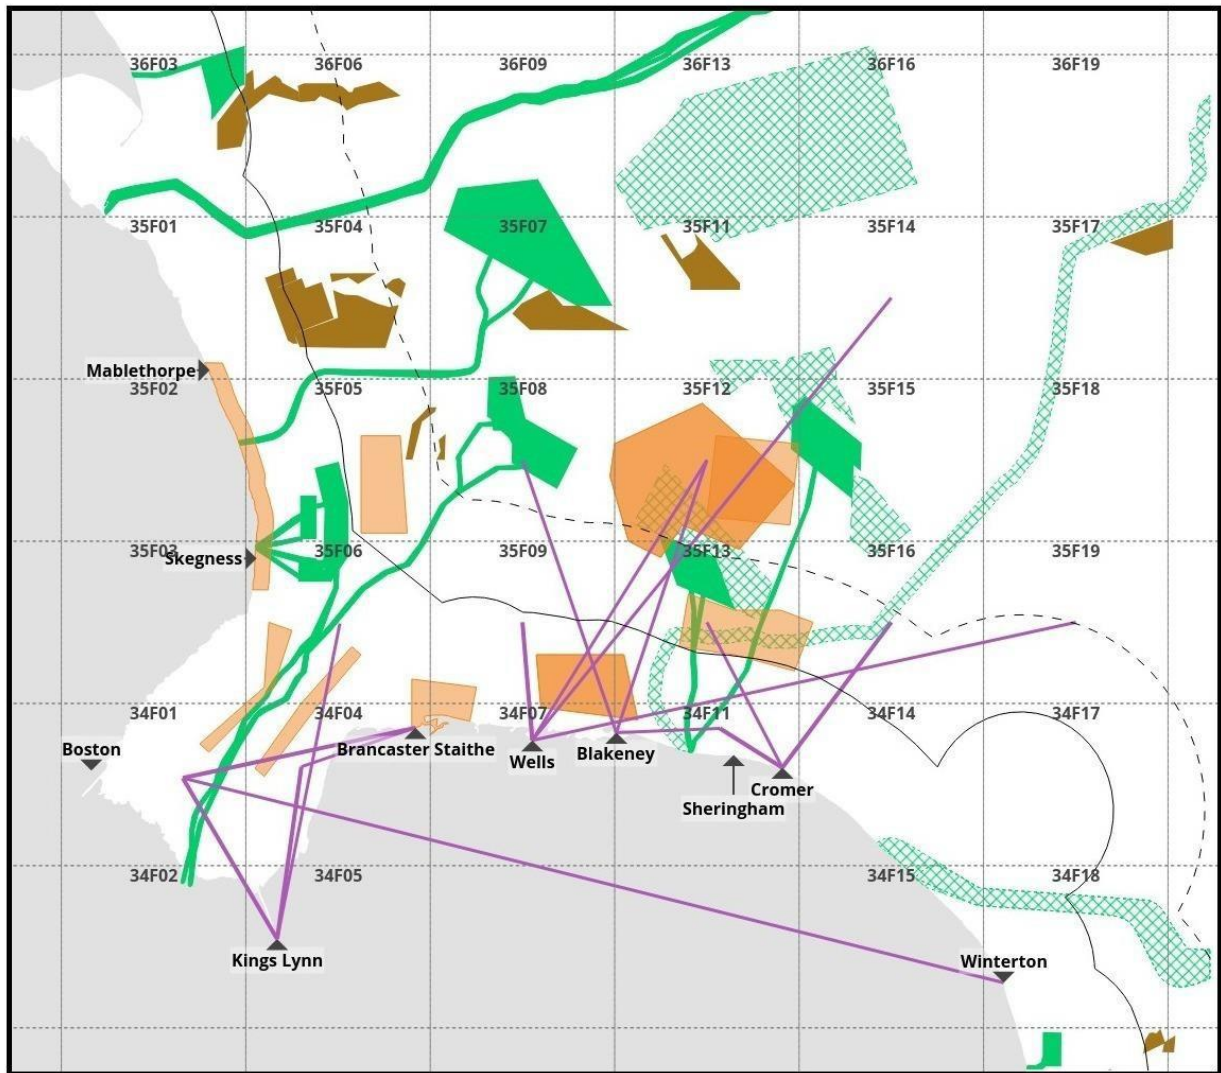 36F03 36F06 36F09 36F13 36F16 36F19
35F01 35F04 35F07 35F11 35F14 35F17
Mablethorpe
35F02 35F05 35F08 35F12 35F15 35F18
35F03 35F06 35F09 35F13 35F16 35F19
Skegness
34F01 34F04 34F07 34F11 34F14 34F17
Boston
Brancaster Staithe
Wells
Blakeney
Cromer
Sheringham
34F02 34F05 34F15 34F18
Kings Lynn
Winterton